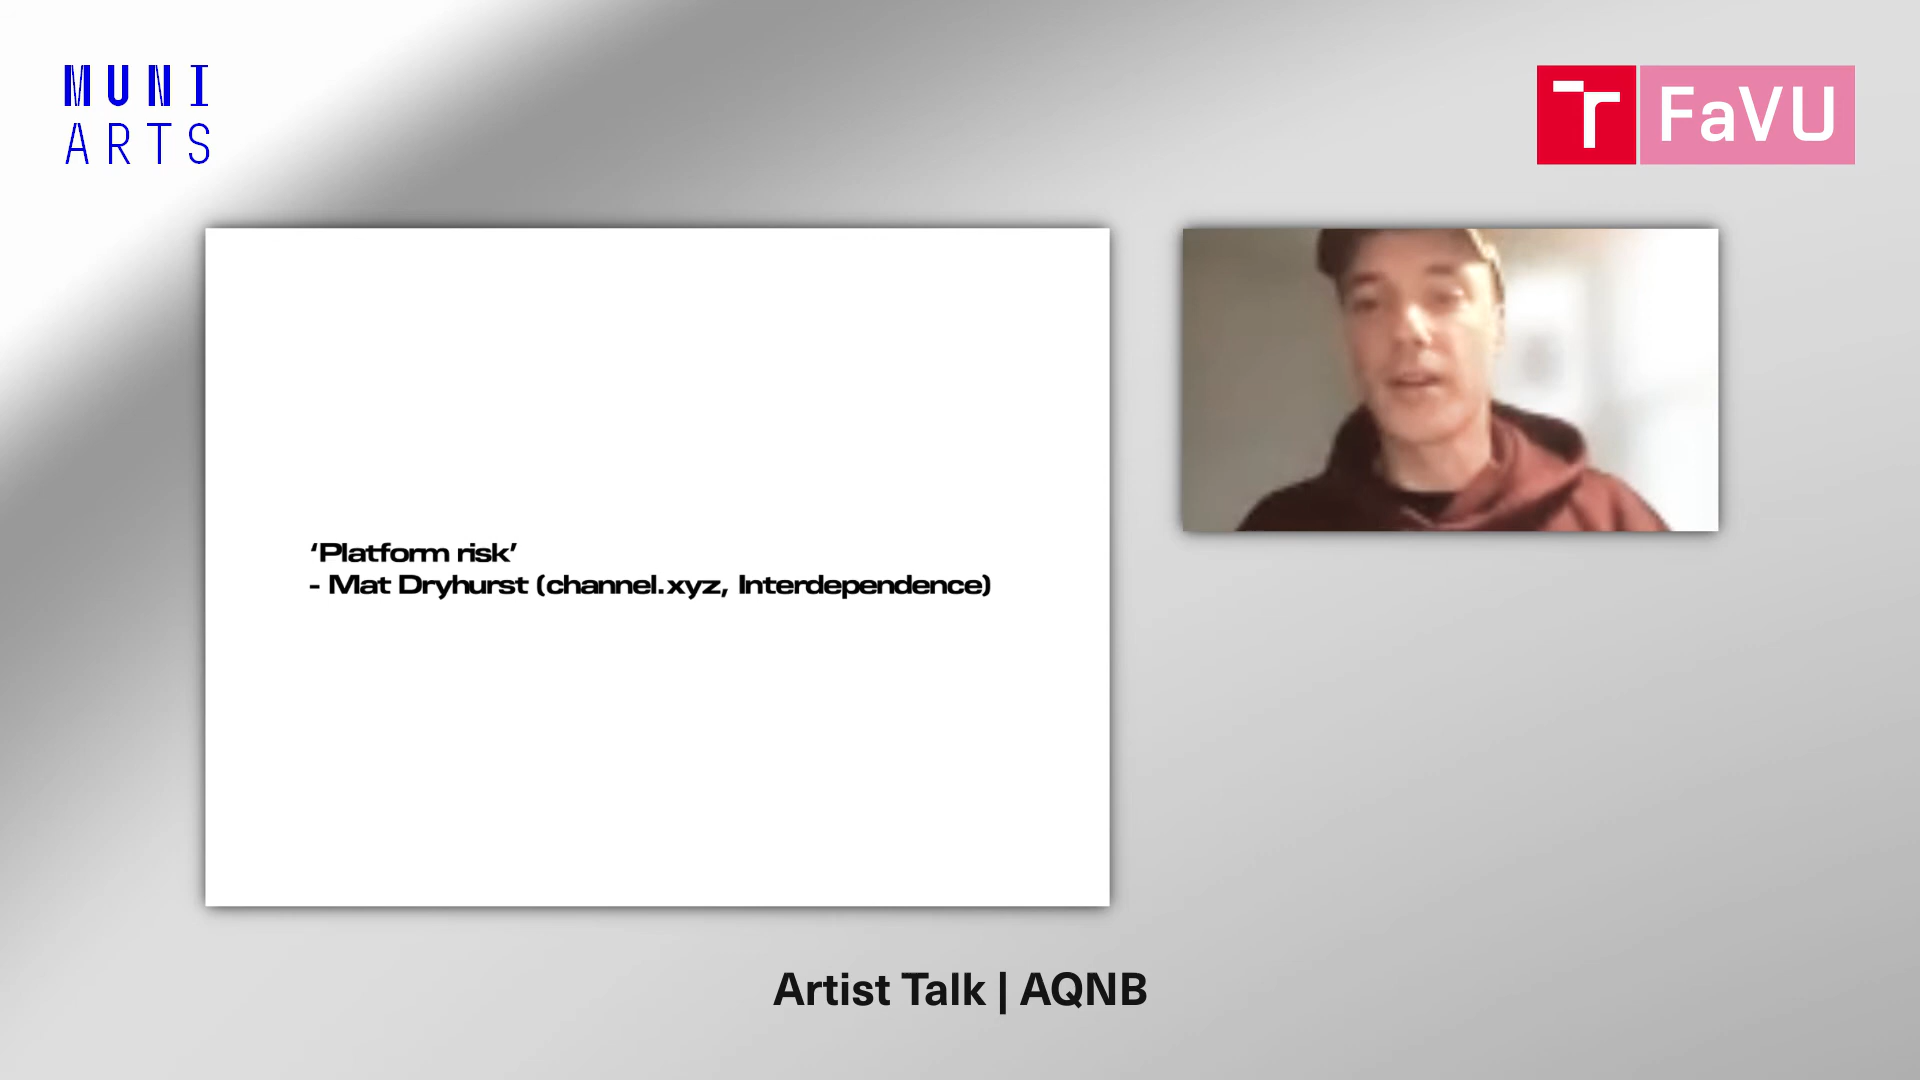 MUNI
ARTS
FaVU
‘Platform risk’
- Mat Dryhurst (channel.xyz, Interdependence)
Artist Talk | AQNB